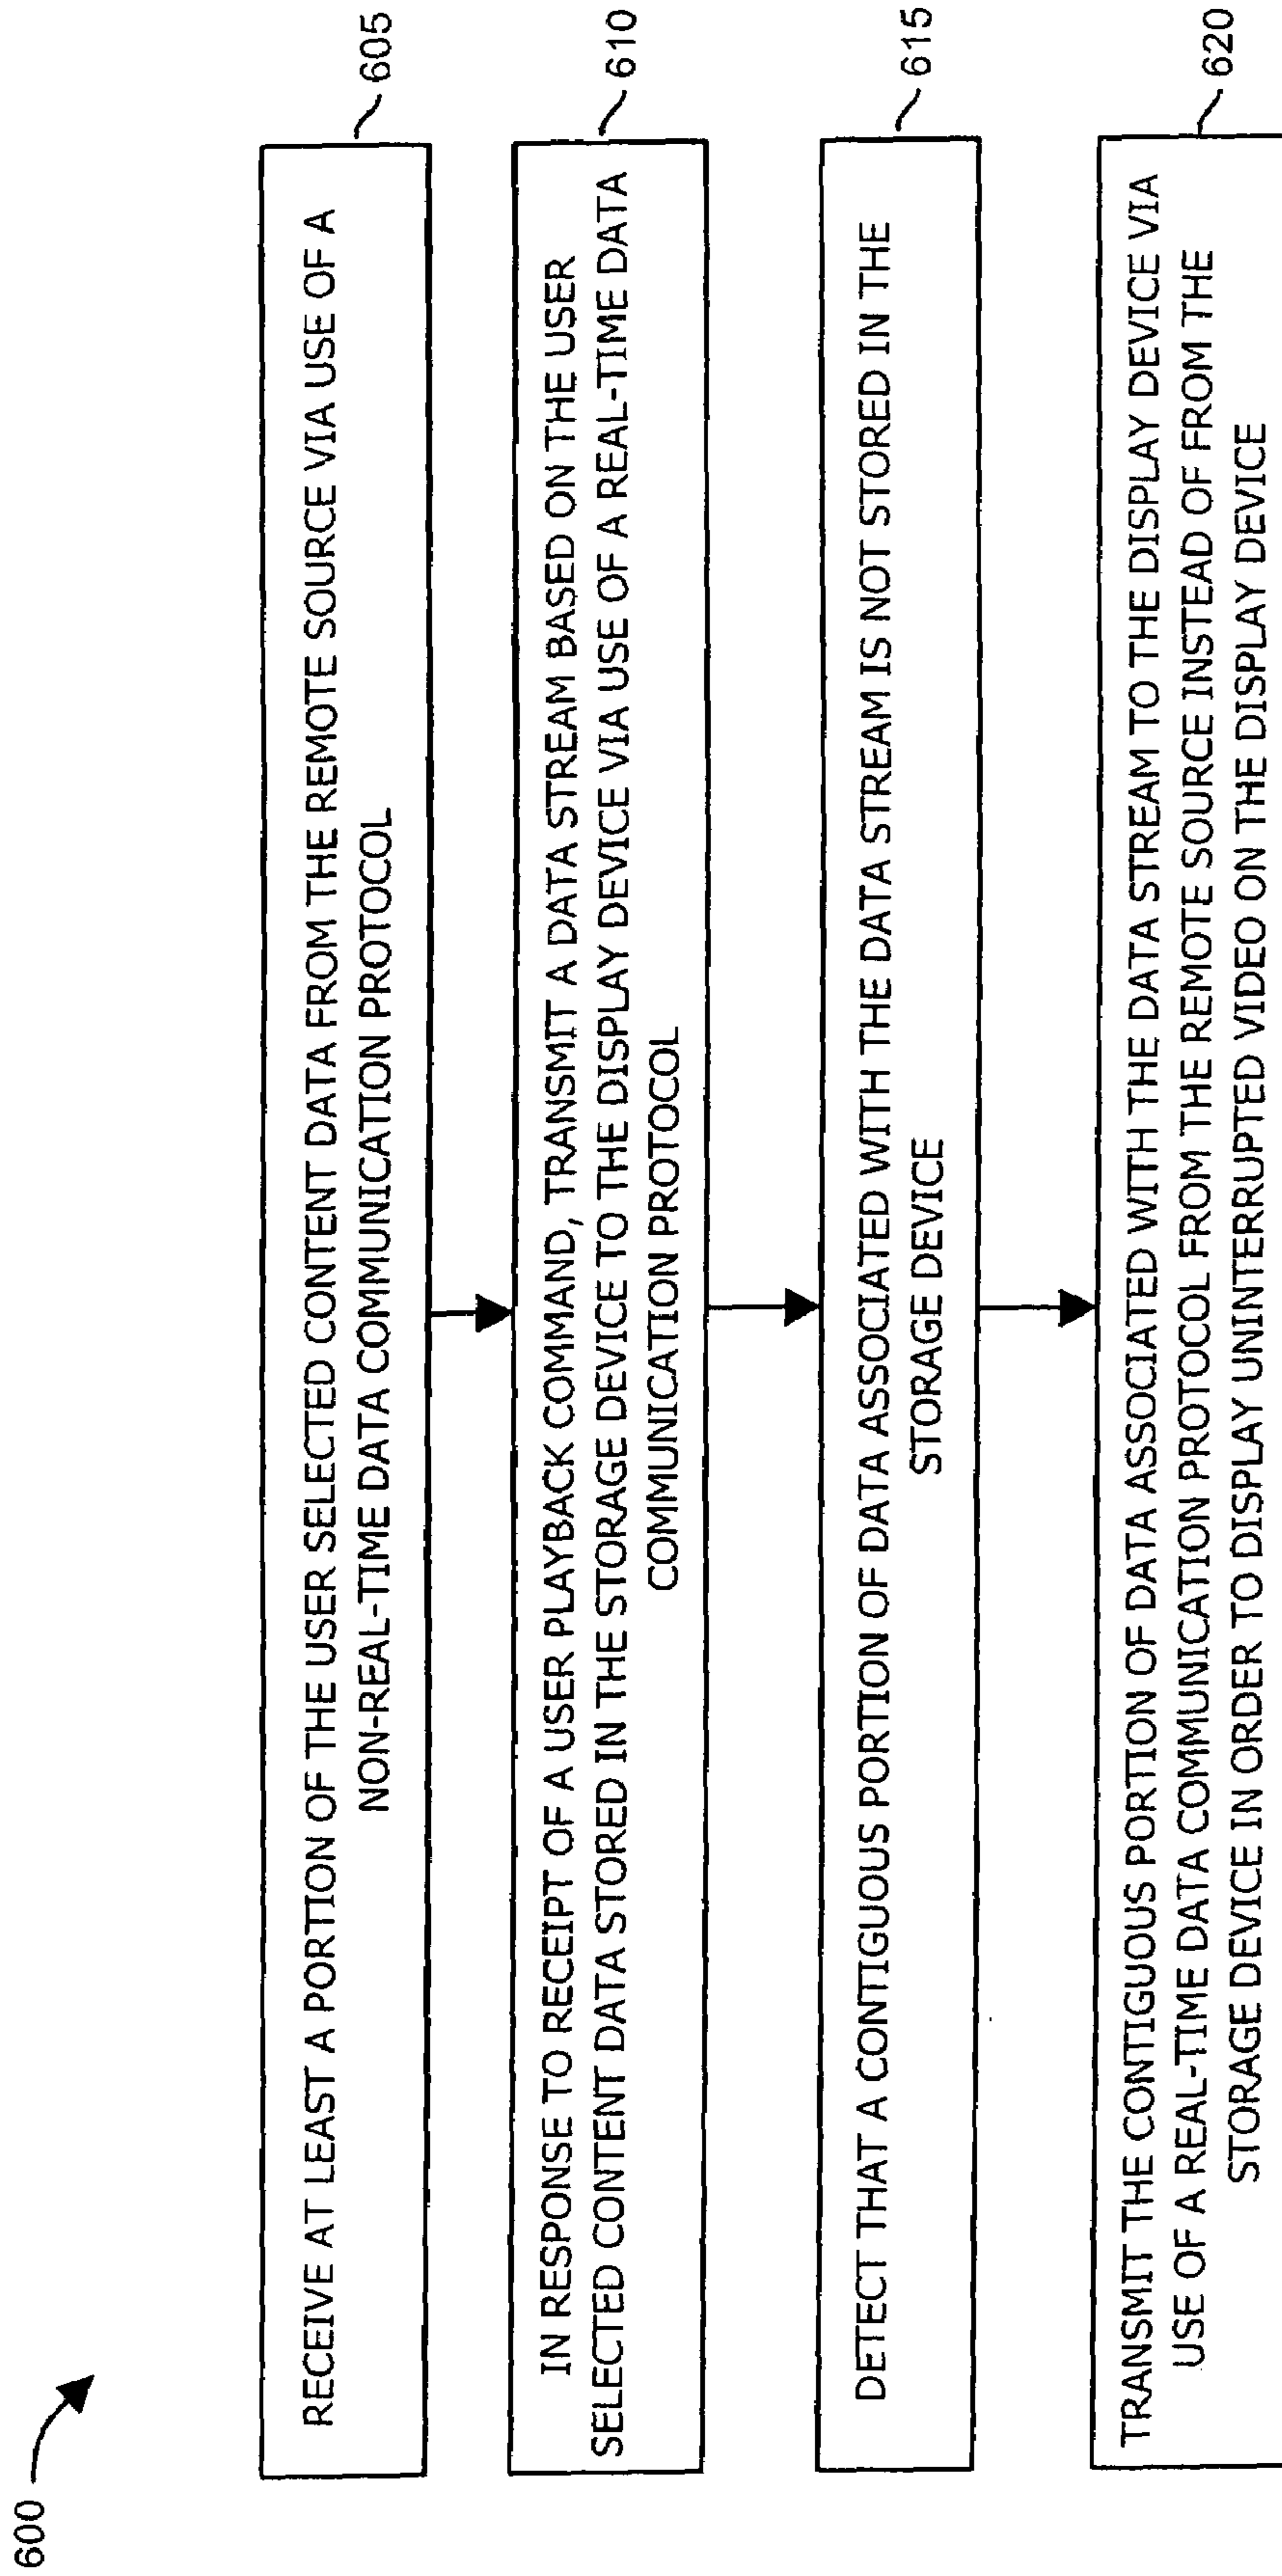 600
RECEIVE AT LEAST A PORTION OF THE USER SELECTED CONTENT DATA FROM THE REMOTE SOURCE VIA USE OF A
NON-REAL-TIME DATA COMMUNICATION PROTOCOL
605
IN RESPONSE TO RECEIPT OF A USER PLAYBACK COMMAND, TRANSMIT A DATA STREAM BASED ON THE USER
SELECTED CONTENT DATA STORED IN THE STORAGE DEVICE TO THE DISPLAY DEVICE VIA USE OF A REAL-TIME DATA
COMMUNICATION PROTOCOL
610
DETECT THAT A CONTIGUOUS PORTION OF DATA ASSOCIATED WITH THE DATA STREAM IS NOT STORED IN THE
STORAGE DEVICE
615
TRANSMIT THE CONTIGUOUS PORTION OF DATA ASSOCIATED WITH THE DATA STREAM TO THE DISPLAY DEVICE VIA
USE OF A REAL-TIME DATA COMMUNICATION PROTOCOL FROM THE REMOTE SOURCE INSTEAD OF FROM THE
STORAGE DEVICE IN ORDER TO DISPLAY UNINTERRUPTED VIDEO ON THE DISPLAY DEVICE
620